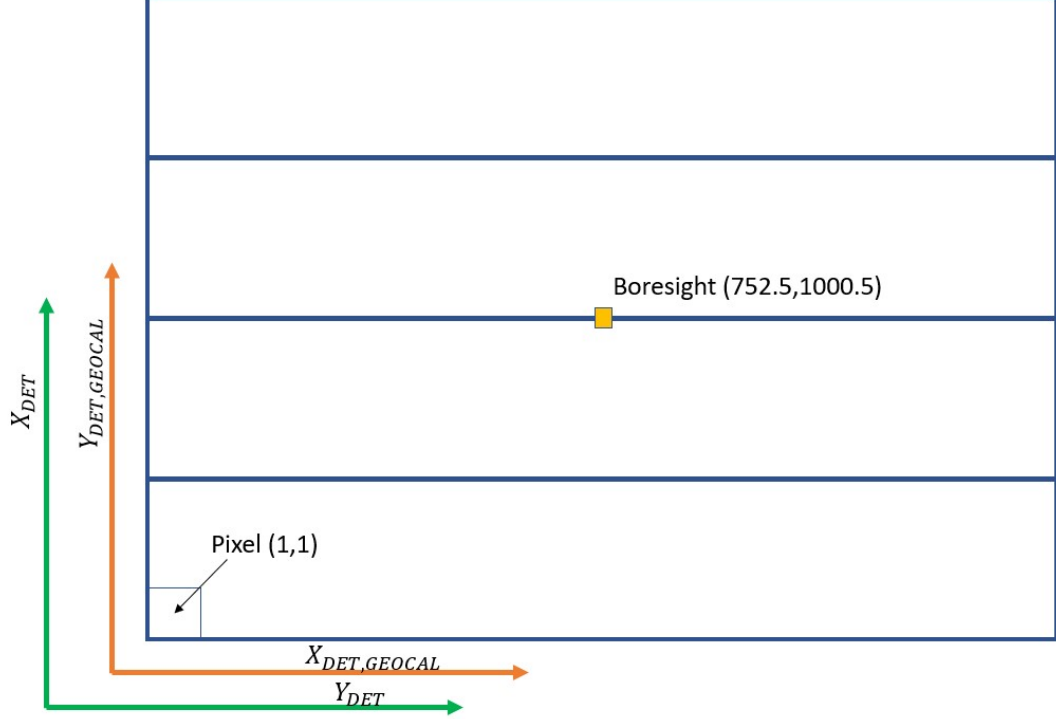 Boresight (752.5,1000.5)
X_DET
Y_DET,GEOCAL
Pixel (1,1)
X_DET,GEOCAL
Y_DET